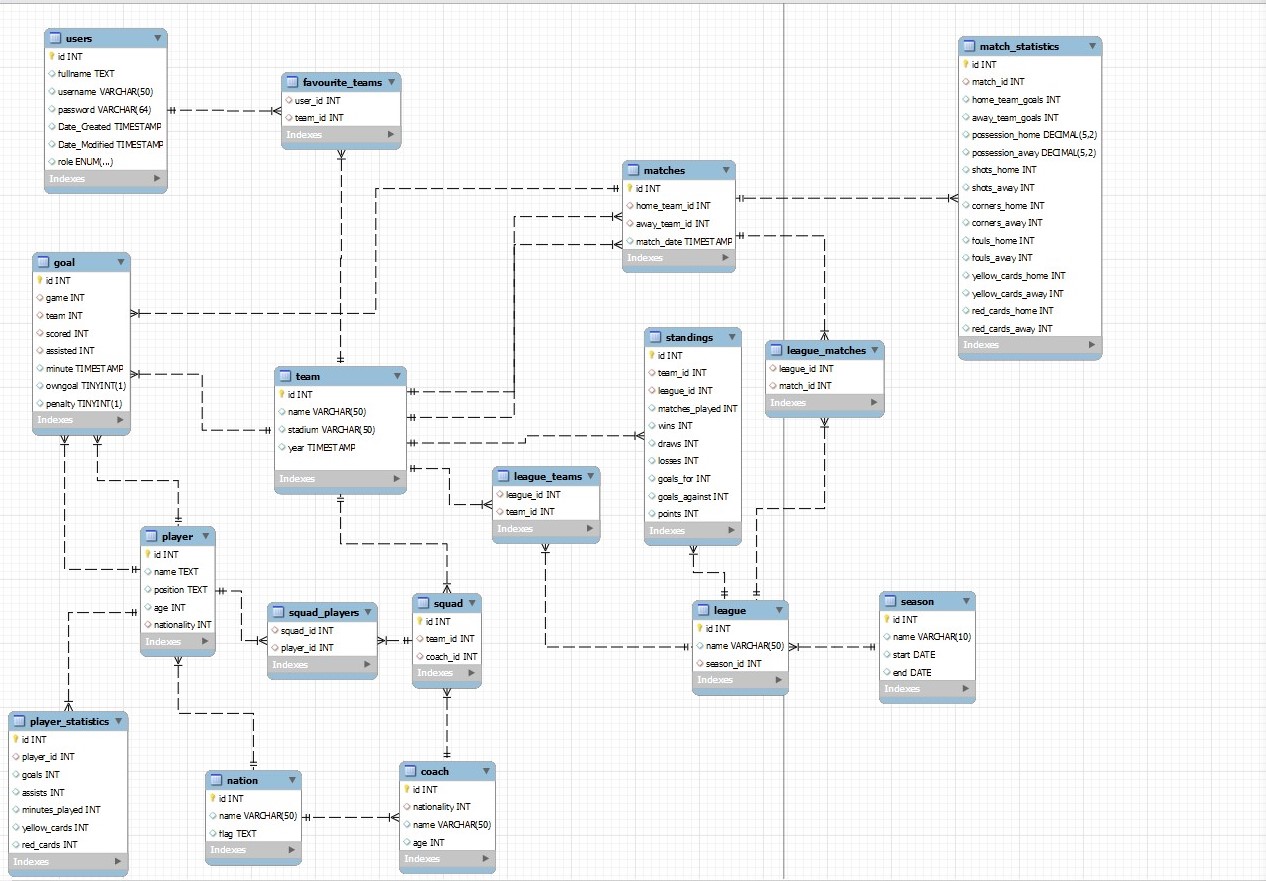 users
id INT
fullname TEXT
username VARCHAR(50)
password VARCHAR(64)
Date_Created TIMESTAMP
Date_Modified TIMESTAMP
role ENUM(...)
Indexes
favourite_teams
user_id INT
team_id INT
Indexes
matches
id INT
home_team_id INT
away_team_id INT
match_date TIMESTAMP
Indexes
match_statistics
id INT
match_id INT
home_team_goals INT
away_team_goals INT
possession_home DECIMAL(5,2)
possession_away DECIMAL(5,2)
shots_home INT
shots_away INT
corners_home INT
corners_away INT
fouls_home INT
fouls_away INT
yellow_cards_home INT
yellow_cards_away INT
red_cards_home INT
red_cards_away INT
Indexes
goal
id INT
game INT
team INT
scored INT
assisted INT
minute TIMESTAMP
owngoal TINYINT(1)
penalty TINYINT(1)
Indexes
team
id INT
name VARCHAR(50)
stadium VARCHAR(50)
year TIMESTAMP
Indexes
standings
id INT
team_id INT
league_id INT
matches_played INT
wins INT
draws INT
losses INT
goals_for INT
goals_against INT
points INT
Indexes
league_matches
league_id INT
match_id INT
Indexes
league_teams
league_id INT
team_id INT
Indexes
player
id INT
name TEXT
position TEXT
age INT
nationality INT
Indexes
squad_players
squad_id INT
player_id INT
Indexes
squad
id INT
team_id INT
coach_id INT
Indexes
league
id INT
name VARCHAR(50)
season_id INT
Indexes
season
id INT
name VARCHAR(10)
start DATE
end DATE
Indexes
player_statistics
id INT
player_id INT
goals INT
assists INT
minutes_played INT
yellow_cards INT
red_cards INT
Indexes
nation
id INT
name VARCHAR(50)
flag TEXT
Indexes
coach
id INT
nationality INT
name VARCHAR(50)
age INT
Indexes